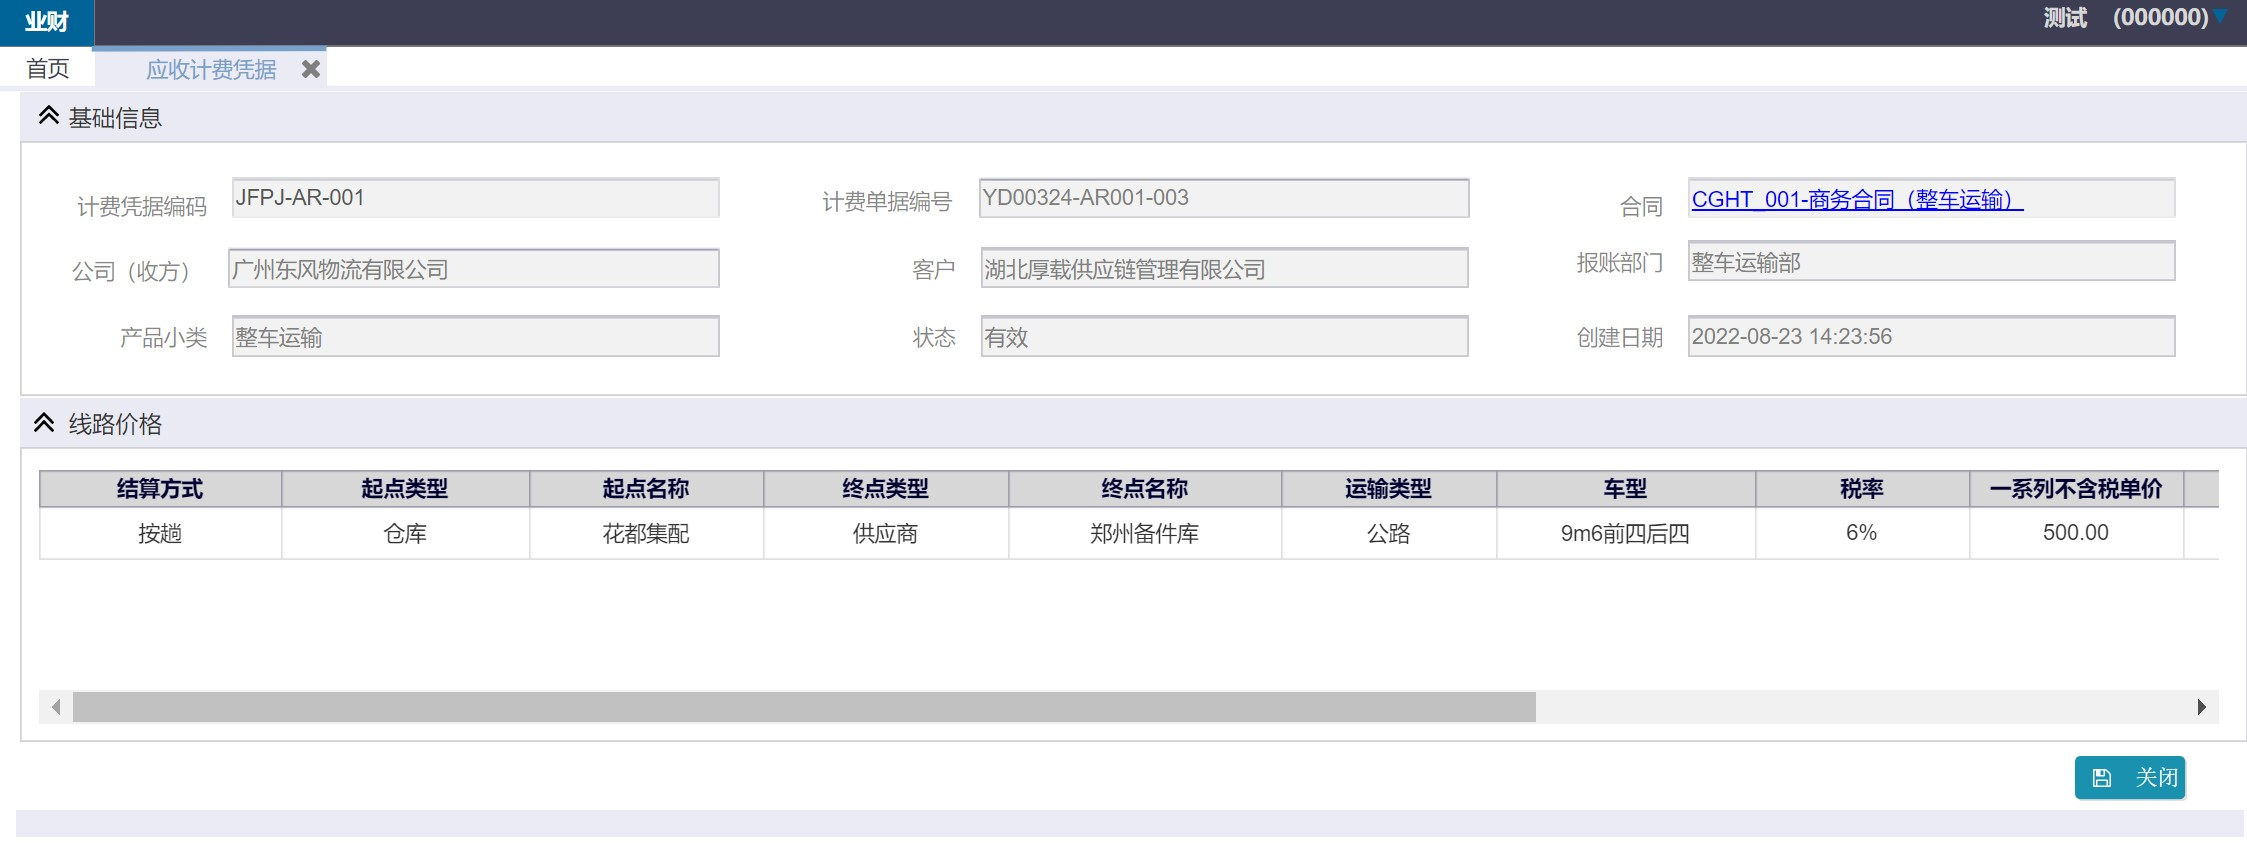 业财
测试 (000000)
首页 应收计费凭据
基础信息
计费凭据编码 JFPJ-AR-001 计费单据编号 YD00324-AR001-003 合同 CGHT_001-商务合同（整车运输）
公司（收方） 广州东风物流有限公司 客户 湖北厚载供应链管理有限公司 报账部门 整车运输部
产品小类 整车运输 状态 有效 创建日期 2022-08-23 14:23:56
线路价格
结算方式 起点类型 起点名称 终点类型 终点名称 运输类型 车型 税率 一系列不含税单价
按趟 仓库 花都集配 供应商 郑州备件库 公路 9m6前四后四 6% 500.00
关闭